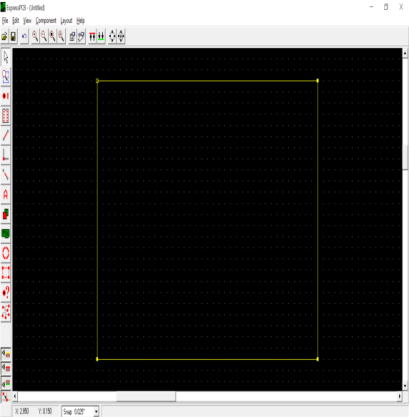 ExpressPCB - (Untitled)
File Edit View Component Layout Help
A
X: 2.850 Y: 0.150 Snap 0.025"